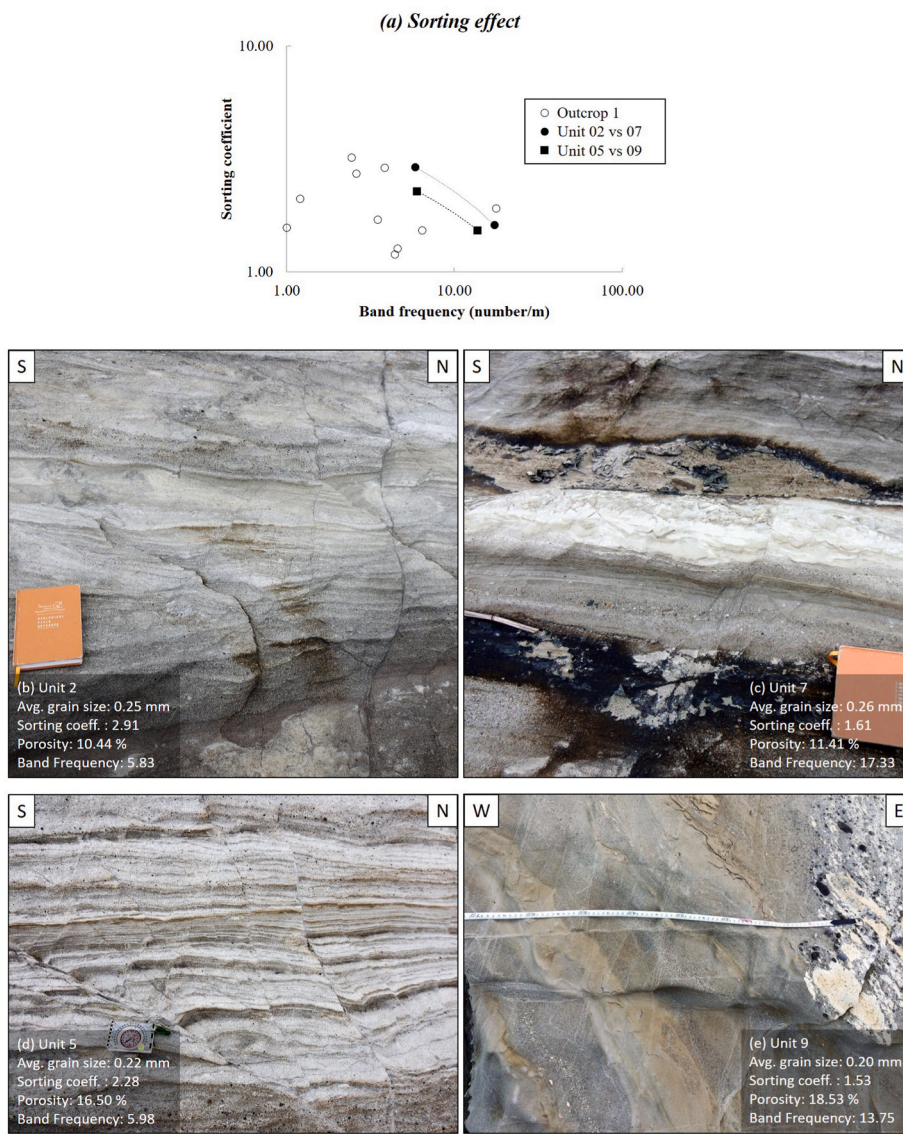 (a) Sorting effect
10.00
Outcrop 1
Unit 02 vs 07
Unit 05 vs 09
Sorting coefficient
1.00
1.00 10.00 100.00
Band frequency (number/m)
S N
S N
(b) Unit 2
Avg. grain size: 0.25 mm
Sorting coeff. : 2.91
Porosity: 10.44 %
Band Frequency: 5.83
(c) Unit 7
Avg. grain size: 0.26 mm
Sorting coeff. : 1.61
Porosity: 11.41 %
Band Frequency: 17.33
S N
W E
(d) Unit 5
Avg. grain size: 0.22 mm
Sorting coeff. : 2.28
Porosity: 16.50 %
Band Frequency: 5.98
(e) Unit 9
Avg. grain size: 0.20 mm
Sorting coeff. : 1.53
Porosity: 18.53 %
Band Frequency: 13.75